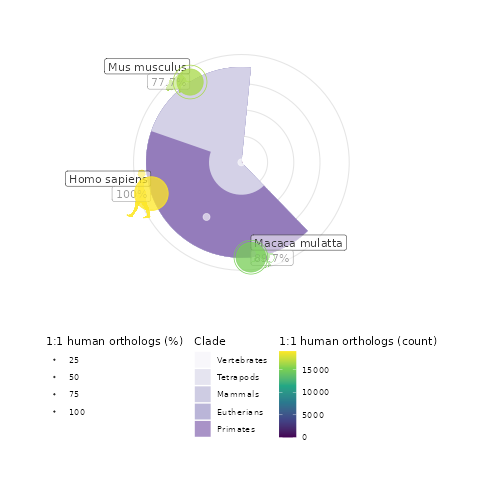 Mus musculus
77.7%
Homo sapiens
100%
Macaca mulatta
89.7%
1:1 human orthologs (%)
25
50
75
100
Clade
Vertebrates
Tetrapods
Mammals
Eutherians
Primates
1:1 human orthologs (count)
15000
10000
5000
0